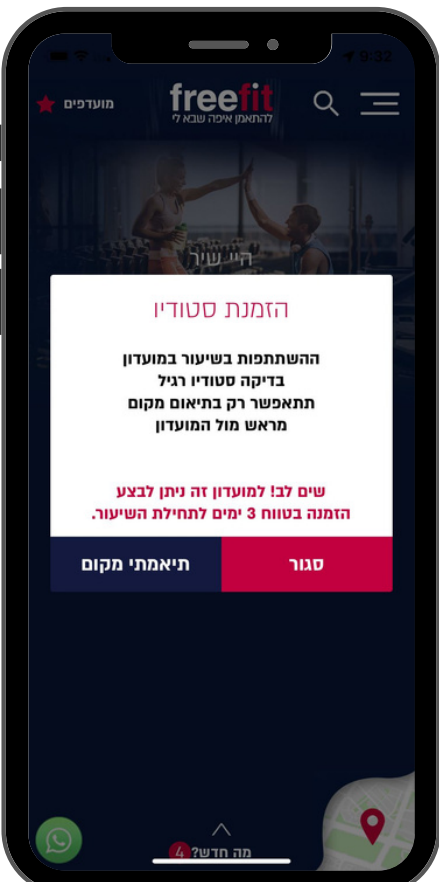 9:32
מועדפים
freefit
להתאמן איפה שבא לי
היי שיר
הזמנת סטודיו
ההשתתפות בשיעור במועדון
בדיקה סטודיו רגיל
תתאפשר רק בתיאום מקום
מראש מול המועדון
שים לב! למועדון זה ניתן לבצע
הזמנה בטווח 3 ימים לתחילת השיעור.
סגור
תיאמתי מקום
מה חדש? 4